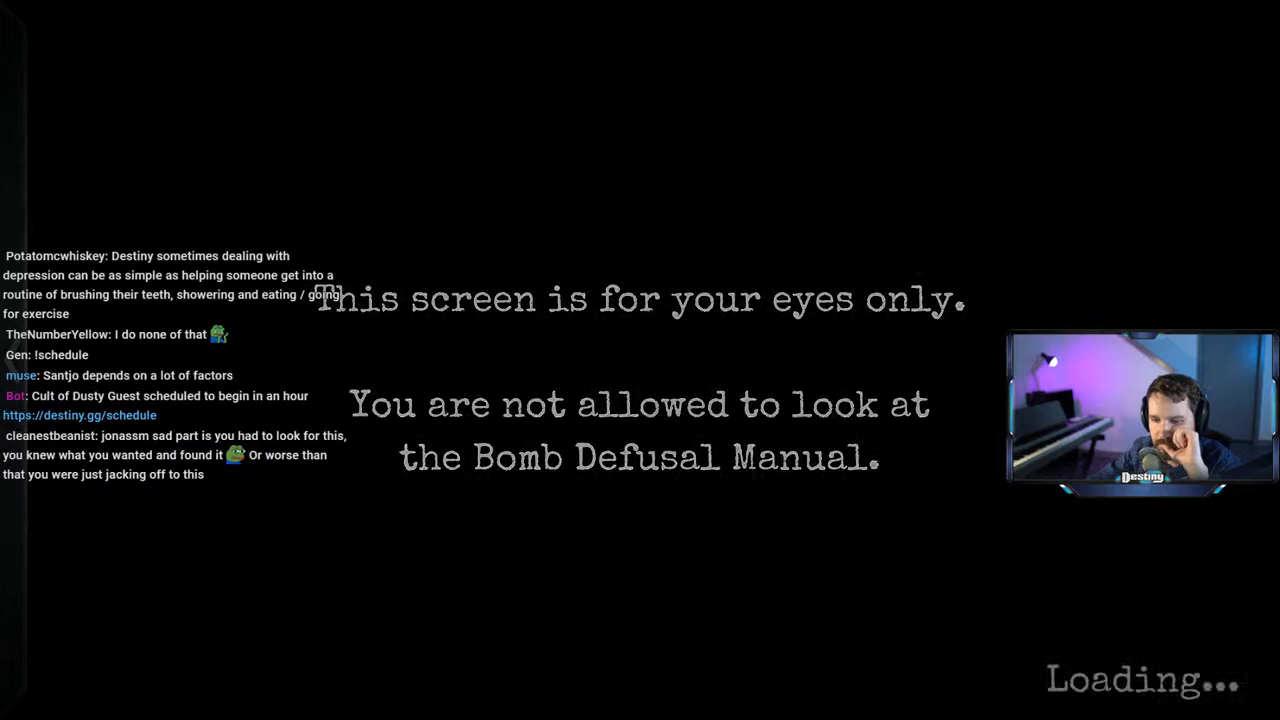 Potatomcwhiskey: Destiny sometimes dealing with
depression can be as simple as helping someone get into a
routine of brushing their teeth, showering and eating / going
for exercise
TheNumberYellow: I do none of that
Gen: !schedule
muse: Santjo depends on a lot of factors
Bot: Cult of Dusty Guest scheduled to begin in an hour
https://destiny.gg/schedule
cleanestbeanist: jonassm sad part is you had to look for this,
you knew what you wanted and found it Or worse than
that you were just jacking off to this
This screen is for your eyes only.
You are not allowed to look at
the Bomb Defusal Manual.
Destiny
Loading...